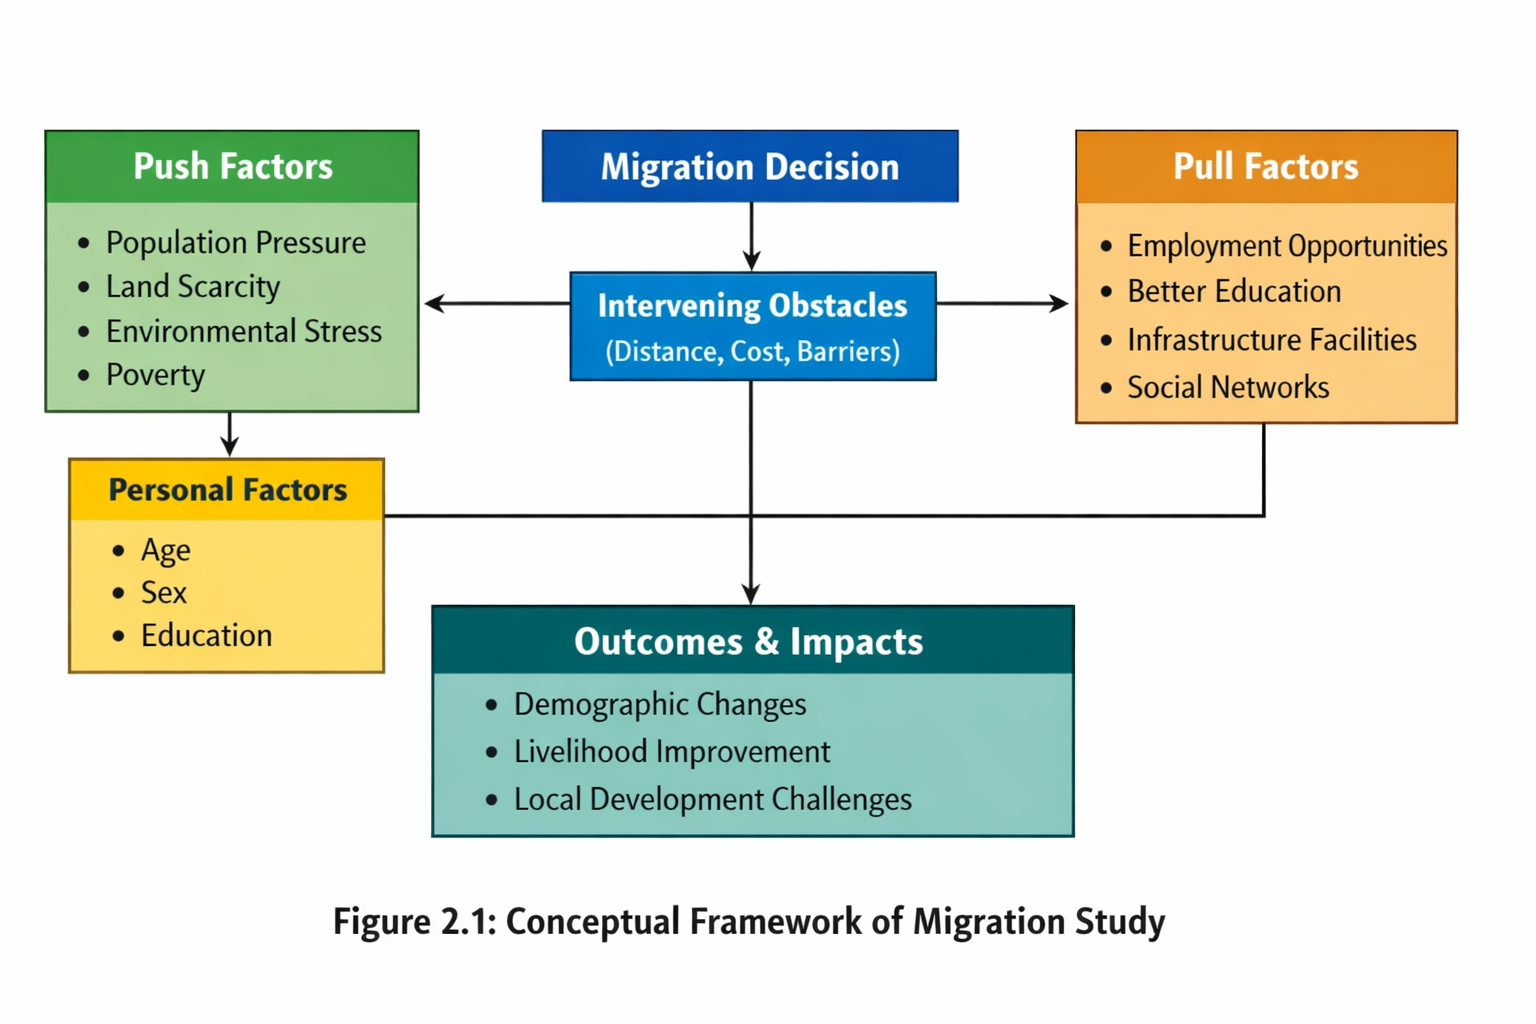 Push Factors
• Population Pressure
• Land Scarcity
• Environmental Stress
• Poverty
Migration Decision
Intervening Obstacles
(Distance, Cost, Barriers)
Pull Factors
• Employment Opportunities
• Better Education
• Infrastructure Facilities
• Social Networks
Personal Factors
• Age
• Sex
• Education
Outcomes & Impacts
• Demographic Changes
• Livelihood Improvement
• Local Development Challenges
Figure 2.1: Conceptual Framework of Migration Study